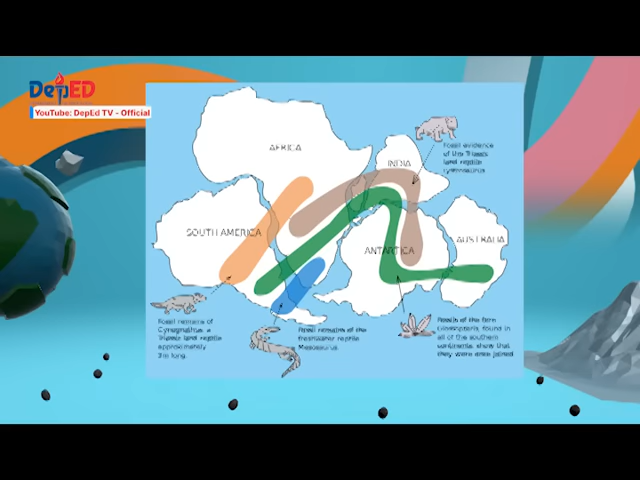 DepED
YouTube: DepEd TV - Official
AFRICA
INDIA
SOUTH AMERICA
ANTARTICA
AUSTRALIA
Fossil evidence
of the Triassic
land reptile
Lystrosaurus
Fossil remains of
Cynognathus, a
Triassic land reptile
approximately
3m long.
Fossil remains of the
freshwater reptile
Mesosaurus.
Fossils of the fern
Glossopteris, found in
all of the southern
continents, show that
they were once joined